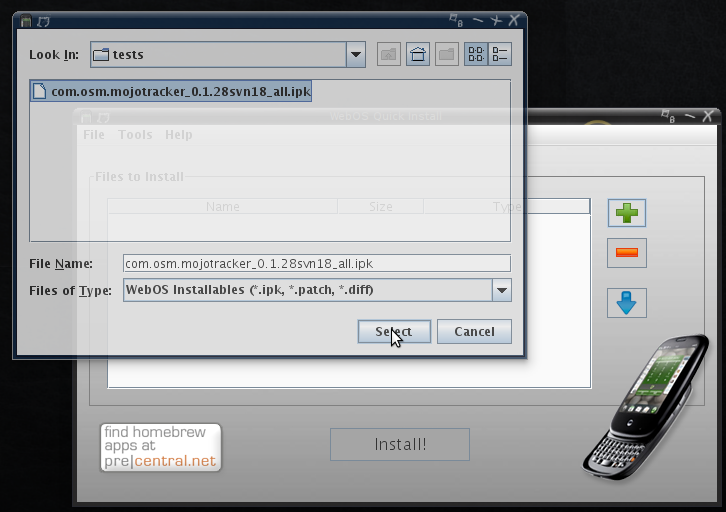 Look In:
tests
com.osm.mojotracker_0.1.28svn18_all.ipk
WebOS Quick Install
File Tools Help
Files to Install
Name Size Type
File Name:
com.osm.mojotracker_0.1.28svn18_all.ipk
Files of Type:
WebOS Installables (*.ipk, *.patch, *.diff)
Select
Cancel
find homebrew
apps at
pre|central.net
Install!